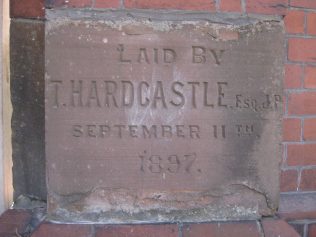 LAID BY
T. HARDCASTLE. ESQ. J.P.
SEPTEMBER 11TH
1897.